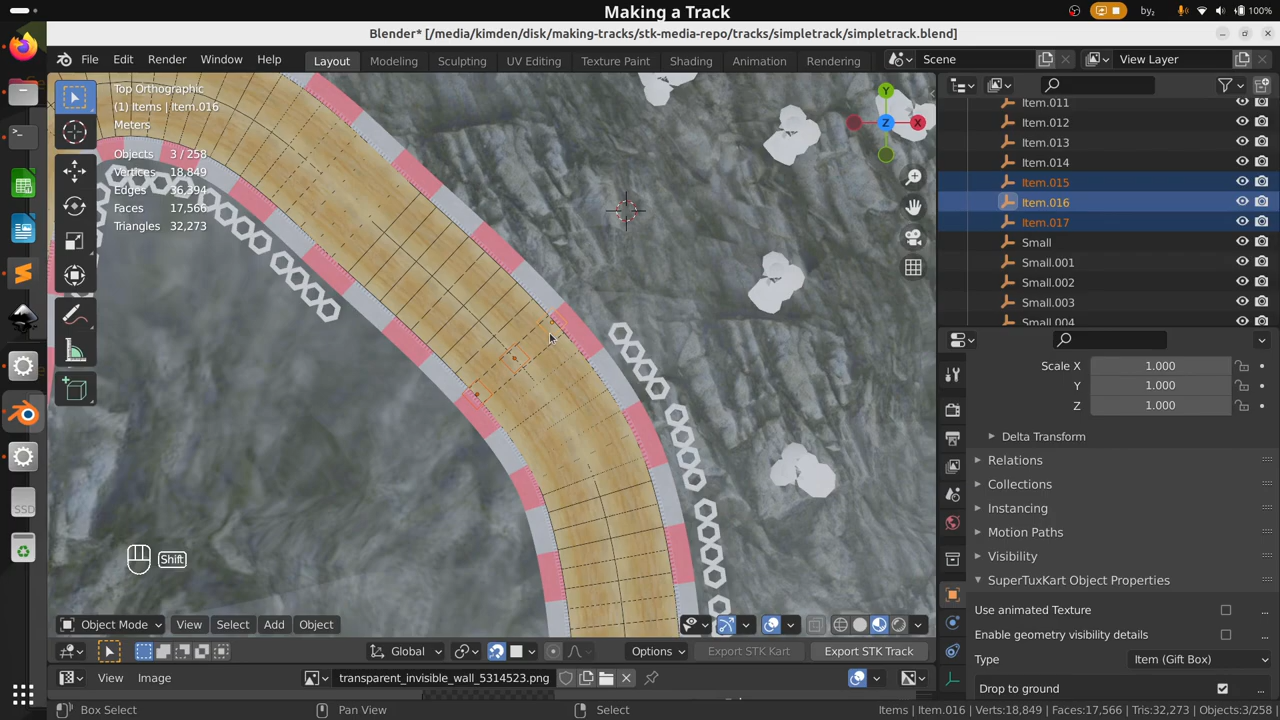 Making a Track
by₂
100%
Blender* [/media/kimden/disk/making-tracks/stk-media-repo/tracks/simpletrack/simpletrack.blend]
File Edit Render Window Help
Layout Modeling Sculpting UV Editing Texture Paint Shading Animation Rendering
Scene
View Layer
Top Orthographic
(1) Items | Item.016
Meters
Objects 3 / 258
Vertices 18,849
Edges 36,394
Faces 17,566
Triangles 32,273
Y
Z
X
Item.011
Item.012
Item.013
Item.014
Item.015
Item.016
Item.017
Small
Small.001
Small.002
Small.003
Small.004
Scale X 1.000
Y 1.000
Z 1.000
Delta Transform
Relations
Collections
Instancing
Motion Paths
Visibility
SuperTuxKart Object Properties
Use animated Texture ...
Enable geometry visibility details ...
Type Item (Gift Box)
Drop to ground ...
Shift
SSD
Object Mode View Select Add Object
Global
Options
Export STK Kart
Export STK Track
View Image
transparent_invisible_wall_5314523.png
Box Select
Pan View
Select
Items | Item.016 | Verts:18,849 | Faces:17,566 | Tris:32,273 | Objects:3/258